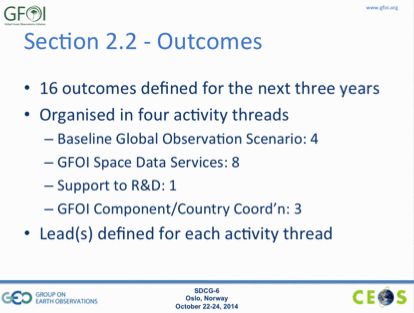 GFOI
www.gfoi.org
Section 2.2 - Outcomes
• 16 outcomes defined for the next three years
• Organised in four activity threads
– Baseline Global Observation Scenario: 4
– GFOI Space Data Services: 8
– Support to R&D: 1
– GFOI Component/Country Coord’n: 3
• Lead(s) defined for each activity thread
GEO GROUP ON
EARTH OBSERVATIONS
SDCG-6
Oslo, Norway
October 22-24, 2014
CEOS